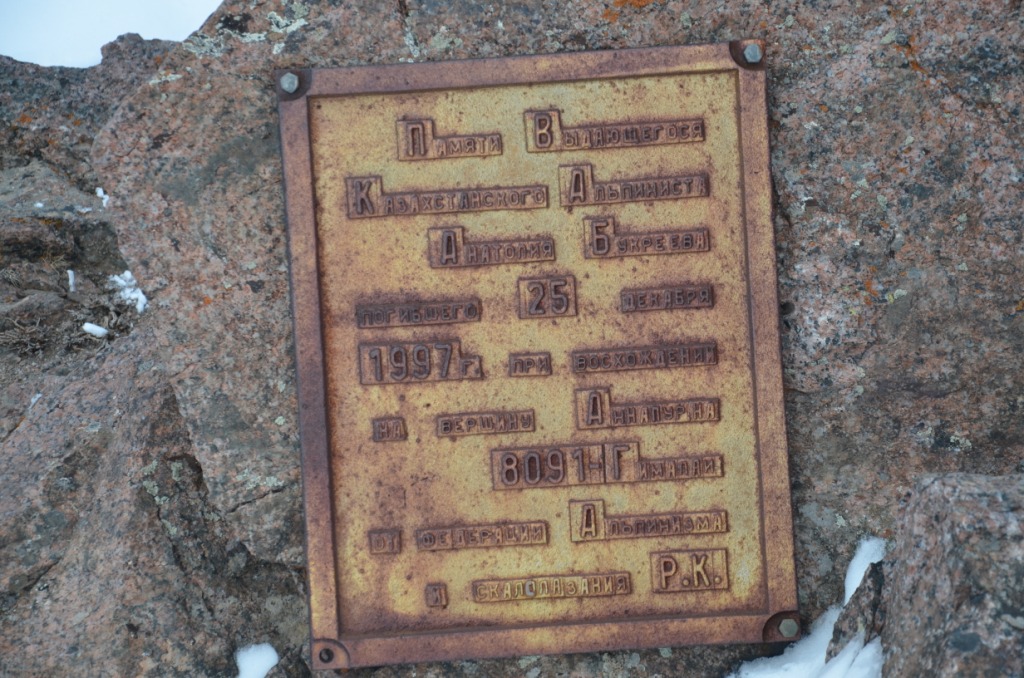 Памяти Выдающегося
Казахстанского Альпиниста
Анатолия Букреева
погибшего 25 декабря
1997г. при восхождении
на вершину Аннапурна
8091-Гималаи
от федерации Альпинизма
и скалолазания Р.К.